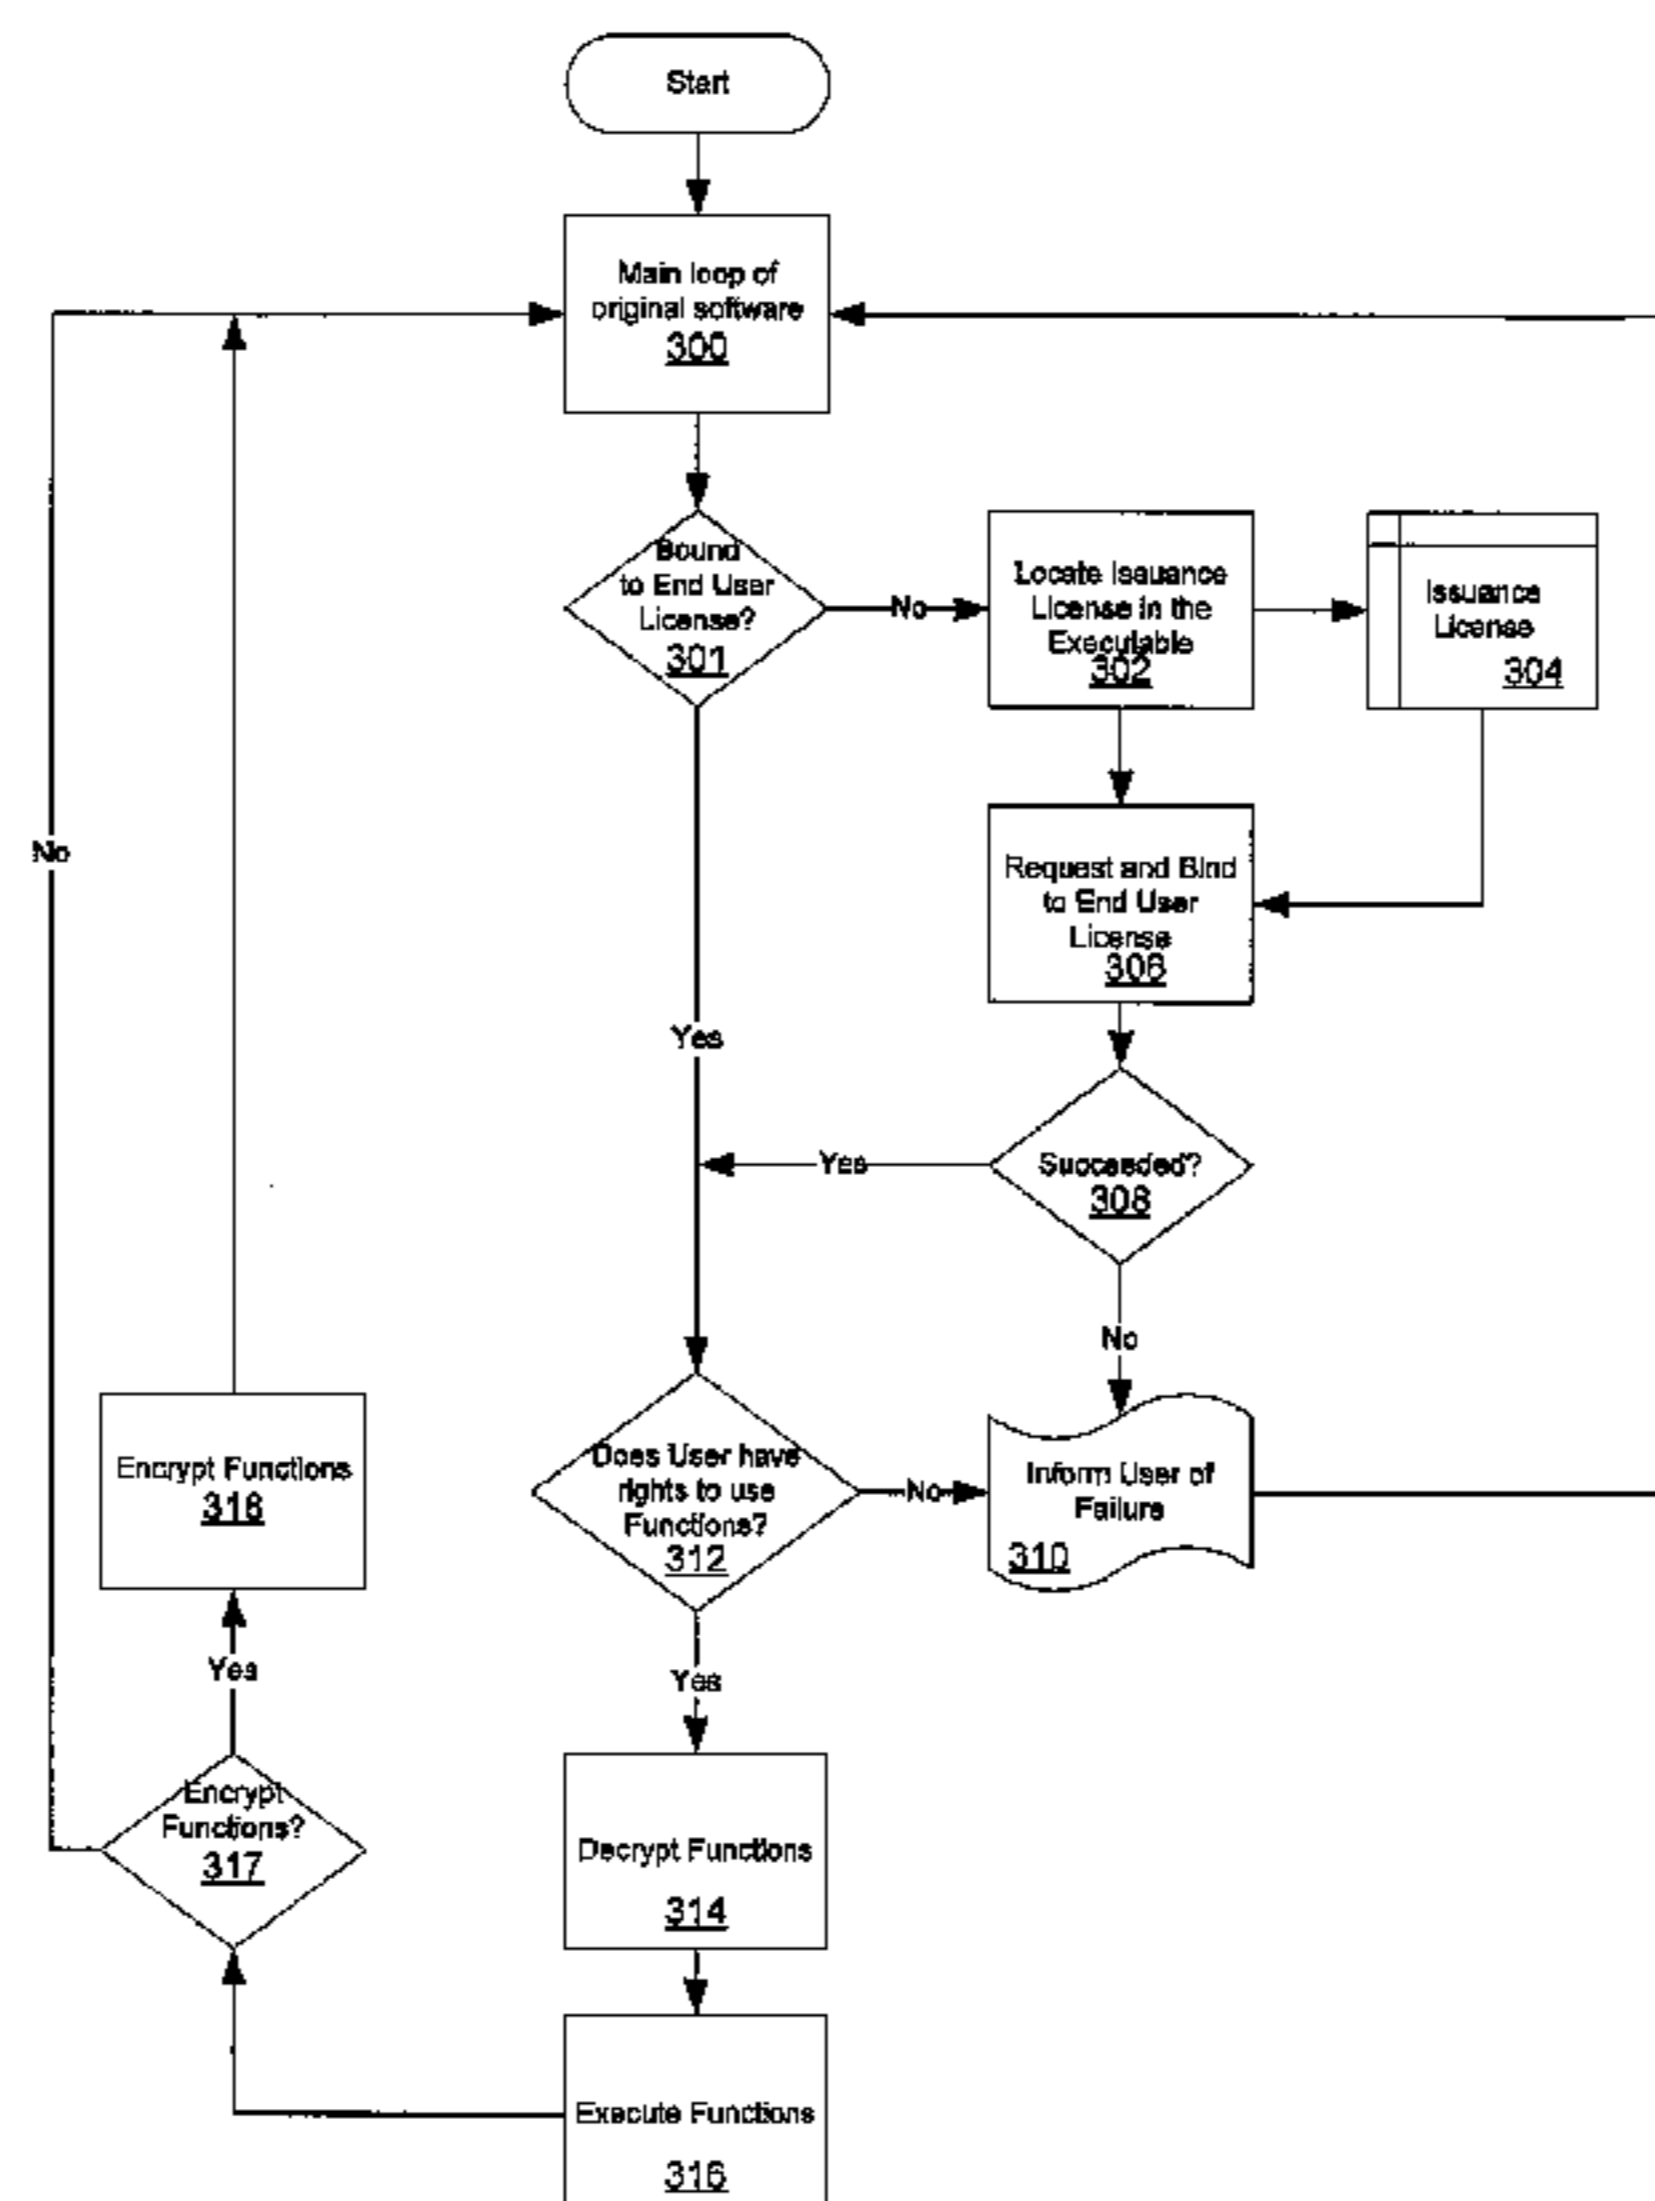 Start
Main loop of
original software
300
Bound
to End User
License?
301
No
Locate Issuance
License in the
Executable
302
Issuance
License
304
No
Request and Bind
to End User
License
306
Yes
Yes
Succeeded?
308
No
Encrypt Functions
318
Does User have
rights to use
Functions?
312
No
Inform User of
Failure
310
Yes
Yes
Encrypt
Functions?
317
Decrypt Functions
314
Execute Functions
316